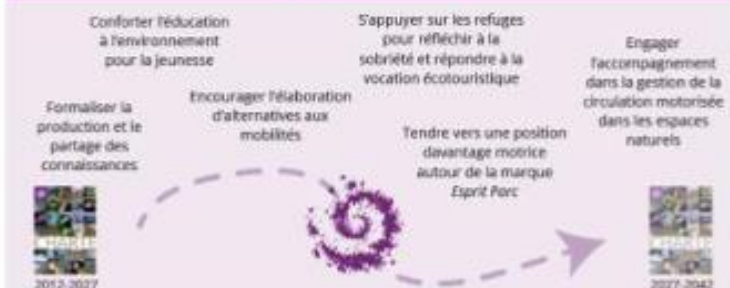 Conforter l'éducation
à l'environnement
pour la jeunesse
S'appuyer sur les refuges
pour réfléchir à la
sobriété et répondre à la
vocation écotouristique
Engager
l'accompagnement
dans la gestion de la
circulation motorisée
dans les espaces
naturels
Formaliser la
production et le
partage des
connaissances
Encourager l'élaboration
d'alternatives aux
mobilités
Tendre vers une position
davantage motrice
autour de la marque
Esprit Parc
CHARTE
2012-2027
CHARTE
2027-2042